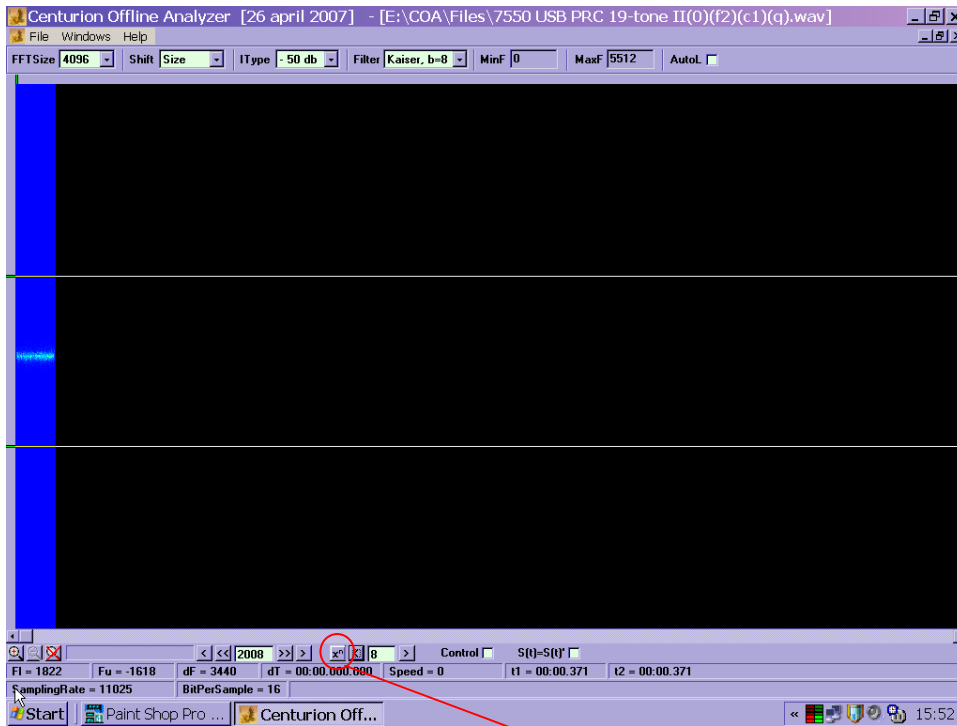 Centurion Offline Analyzer [26 april 2007] - [E:\COA\Files\7550 USB PRC 19-tone II(0)(f2)(c1)(q).wav]
File Windows Help
FFTSize 4096 Shift Size IType - 50 db Filter Kaiser, b=8 MinF 0 MaxF 5512 AutoL
< << 2008 >> > x^n 8 > Control S(t)=S(t)*
Fl = 1822 Fu = -1618 dF = 3440 dT = 00:00.000.000 Speed = 0 t1 = 00:00.371 t2 = 00:00.371
SamplingRate = 11025 BitPerSample = 16
Start Paint Shop Pro ... Centurion Off... « 15:52